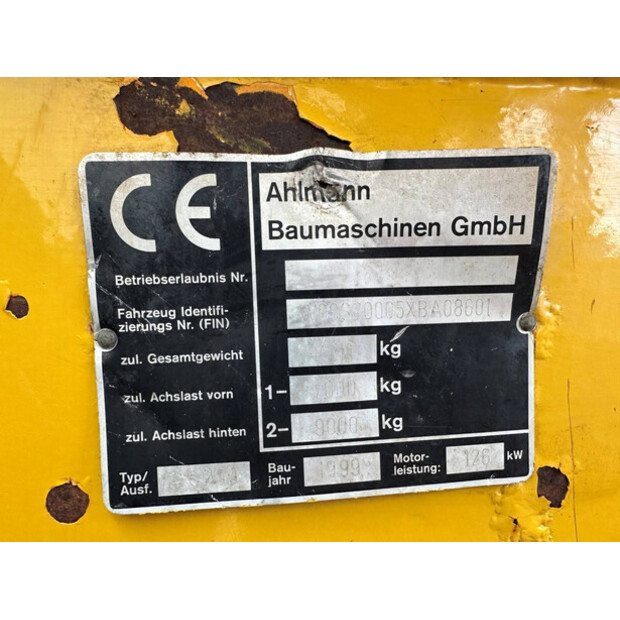 CE
Ahlmann
Baumaschinen GmbH
Betriebserlaubnis Nr.
Fahrzeug Identifi-
zierungs Nr. (FIN)
zul. Gesamtgewicht kg
zul. Achslast vorn 1- kg
zul. Achslast hinten 2- 9000 kg
Typ/
Ausf.
Bau-
jahr 1999
Motor-
leistung: 126 kW